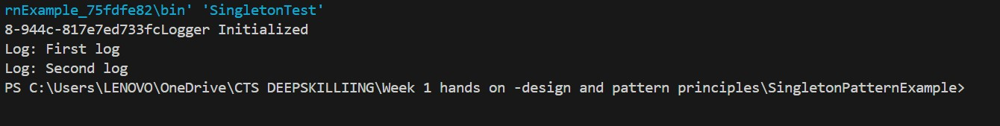 rnExample_75fdfe82\bin' 'SingletonTest'
8-944c-817e7ed733fcLogger Initialized
Log: First log
Log: Second log
PS C:\Users\LENOVO\OneDrive\CTS DEEPSKILLIING\Week 1 hands on -design and pattern principles\SingletonPatternExample>